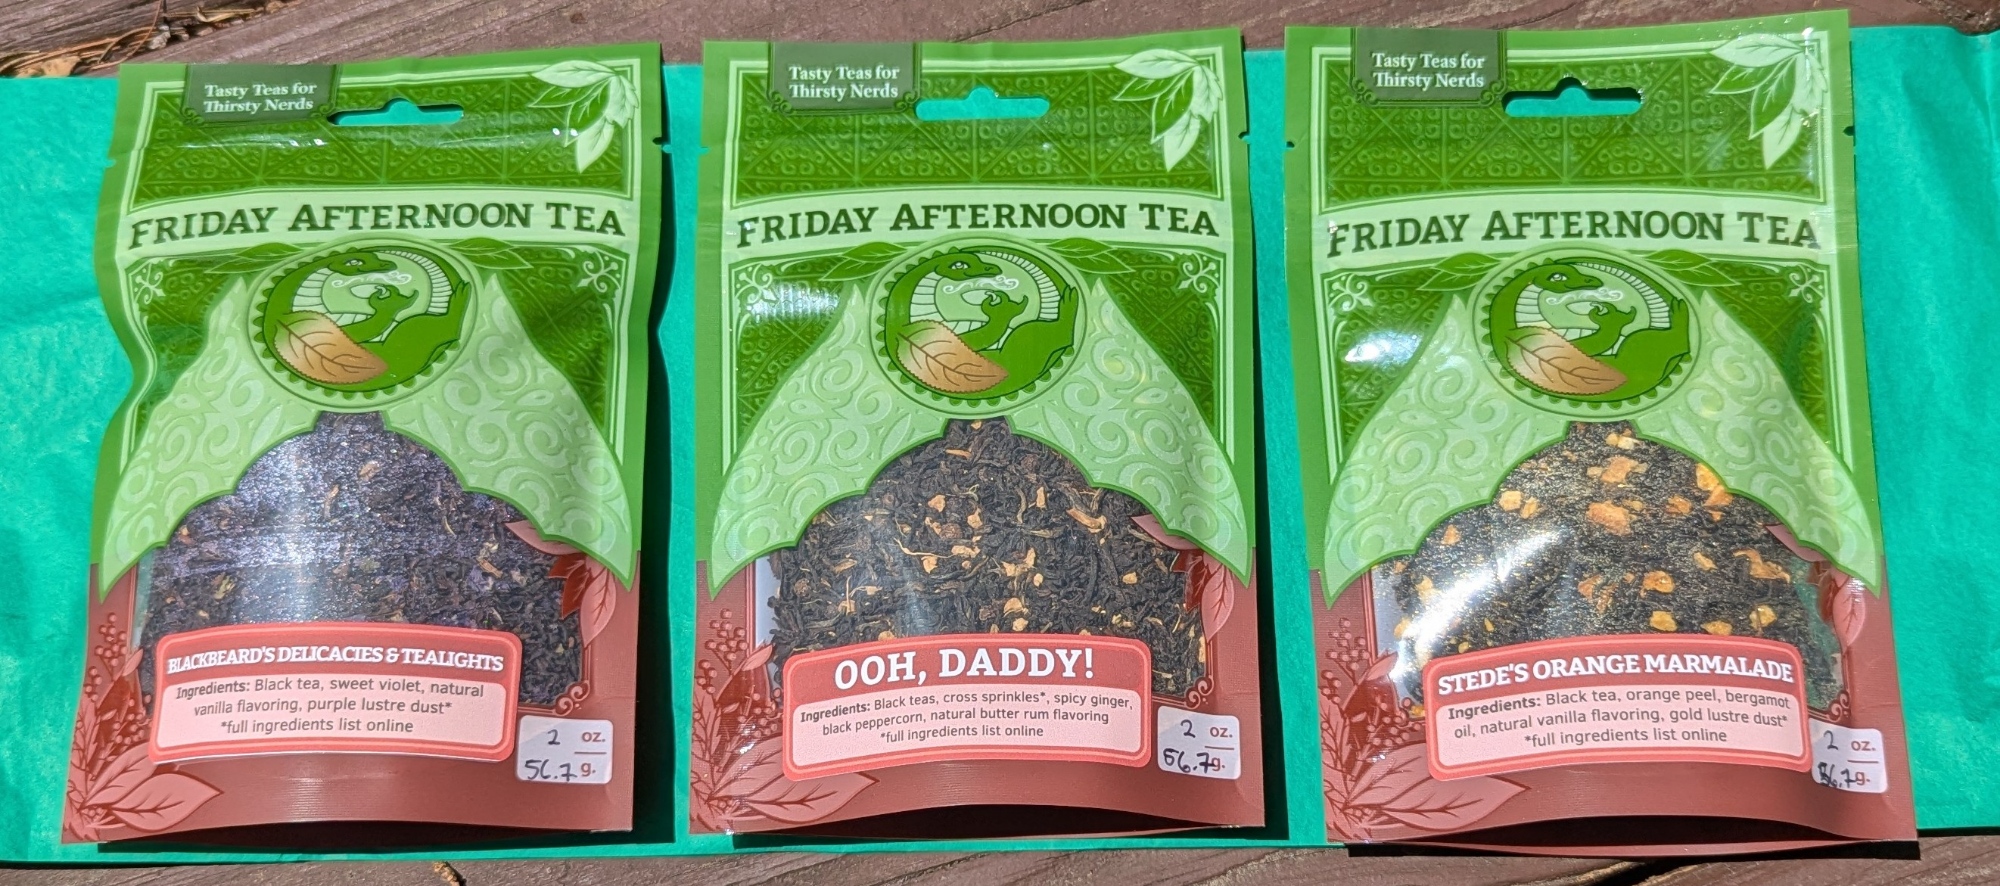 Tasty Teas for
Thirsty Nerds
FRIDAY AFTERNOON TEA
BLACKBEARD'S DELICACIES & TEALIGHTS
Ingredients: Black tea, sweet violet, natural
vanilla flavoring, purple lustre dust*
*full ingredients list online
2 oz.
56.7 g.
Tasty Teas for
Thirsty Nerds
FRIDAY AFTERNOON TEA
OOH, DADDY!
Ingredients: Black teas, cross sprinkles*, spicy ginger,
black peppercorn, natural butter rum flavoring
*full ingredients list online
2 oz.
56.7 g.
Tasty Teas for
Thirsty Nerds
FRIDAY AFTERNOON TEA
STEDE'S ORANGE MARMALADE
Ingredients: Black tea, orange peel, bergamot
oil, natural vanilla flavoring, gold lustre dust*
*full ingredients list online
2 oz.
56.7 g.